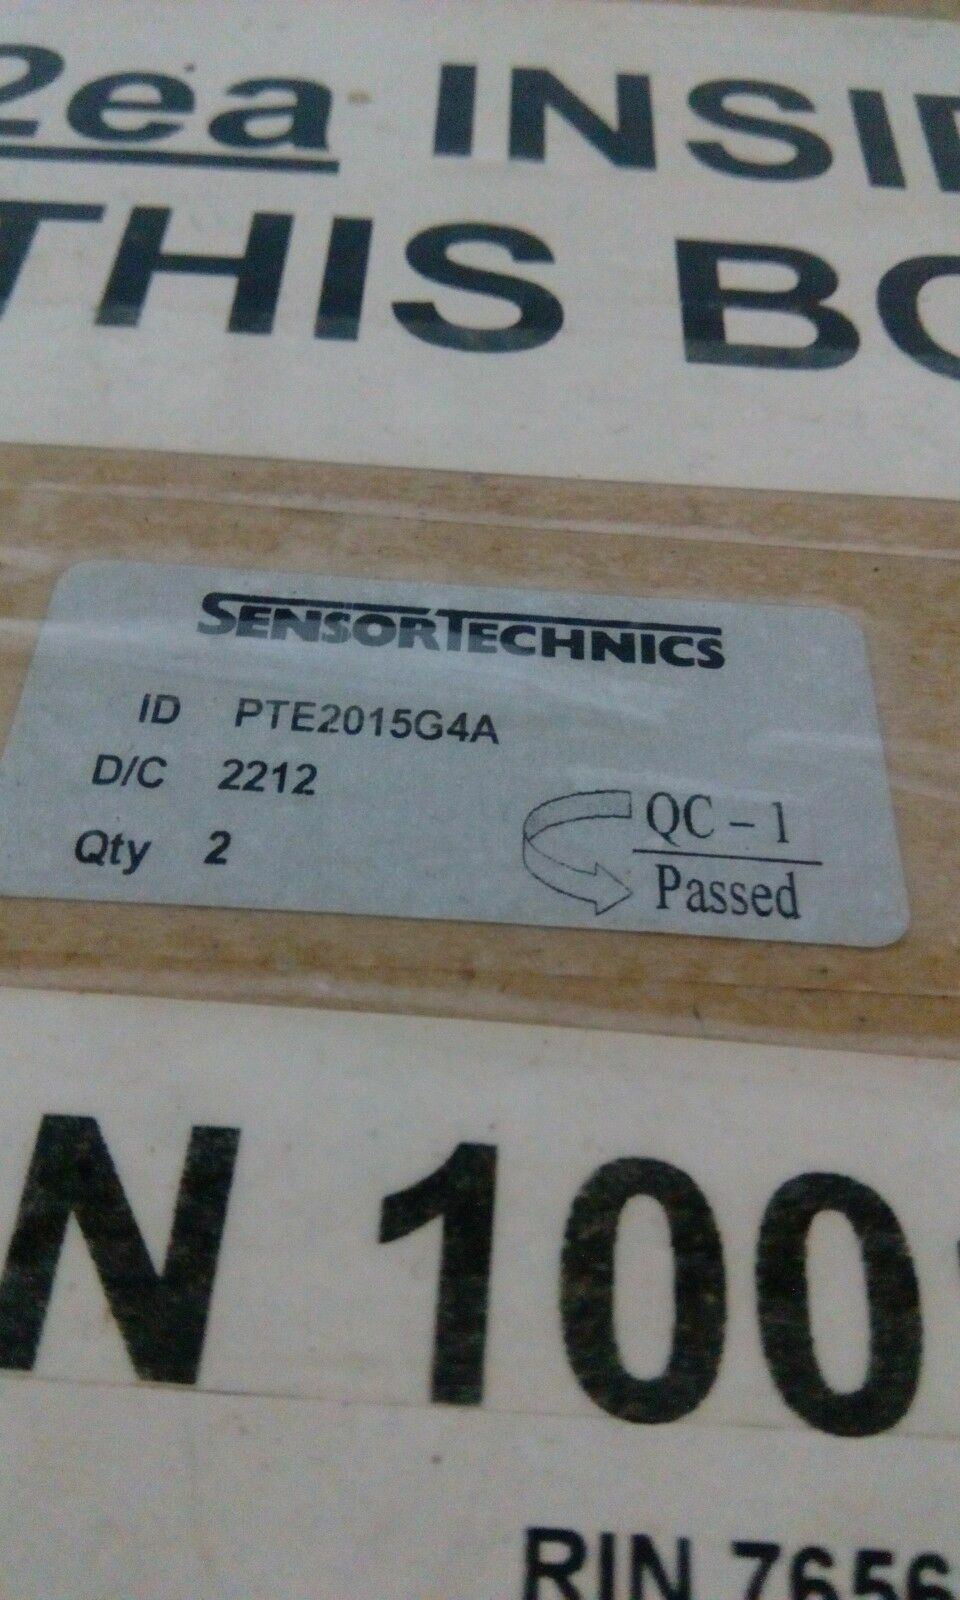 2ea INSI
THIS BO
SENSORTECHNICS
ID PTE2015G4A
D/C 2212
Qty 2
QC - 1
Passed
N 100
RIN 7656